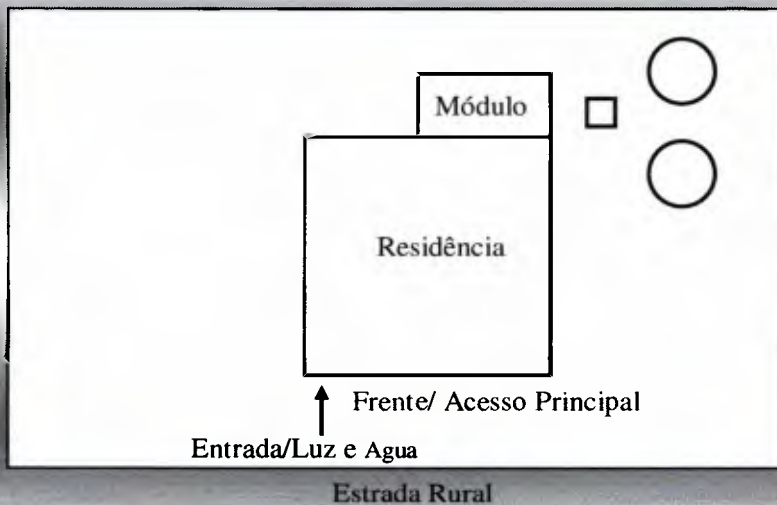 Módulo
Residência
Frente/ Acesso Principal
Entrada/Luz e Agua
Estrada Rural